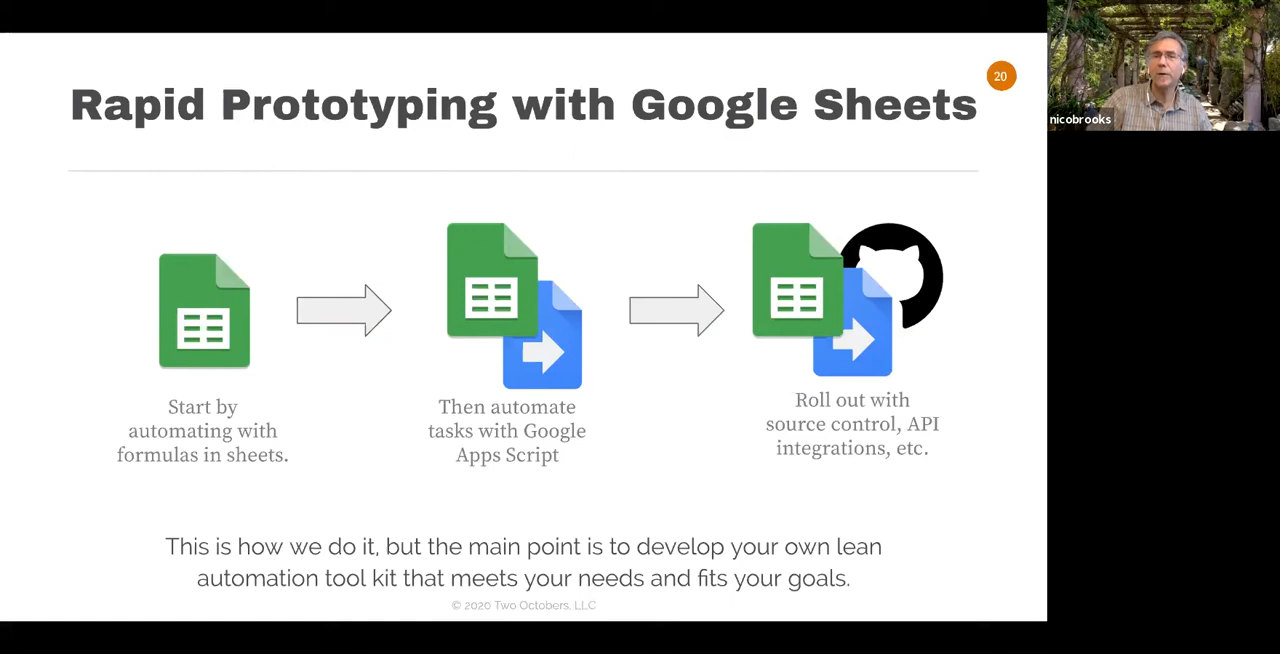 Rapid Prototyping with Google Sheets
20
nicobrooks
Start by
automating with
formulas in sheets.
Then automate
tasks with Google
Apps Script
Roll out with
source control, API
integrations, etc.
This is how we do it, but the main point is to develop your own lean
automation tool kit that meets your needs and fits your goals.
© 2020 Two Octobers, LLC